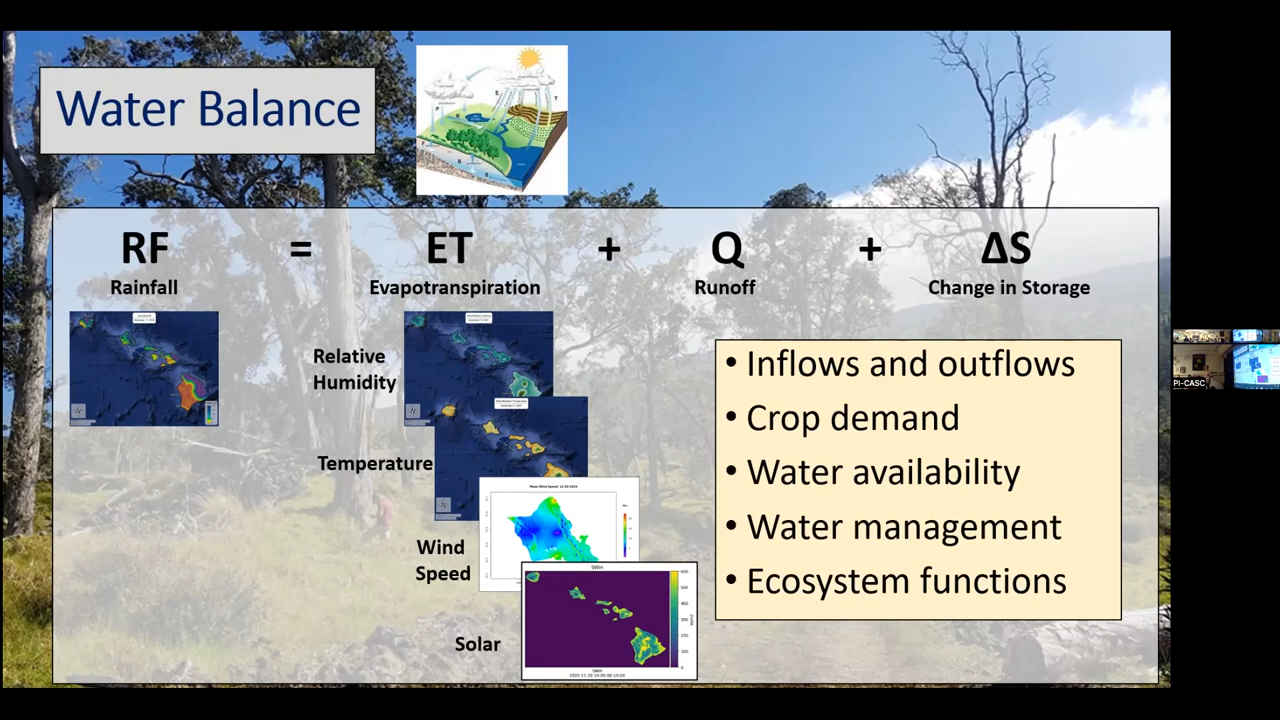 Water Balance
RF = ET + Q + ΔS
Rainfall Evapotranspiration Runoff Change in Storage
Relative
Humidity
Temperature
Wind
Speed
Solar
• Inflows and outflows
• Crop demand
• Water availability
• Water management
• Ecosystem functions
SWin
PI-CASC